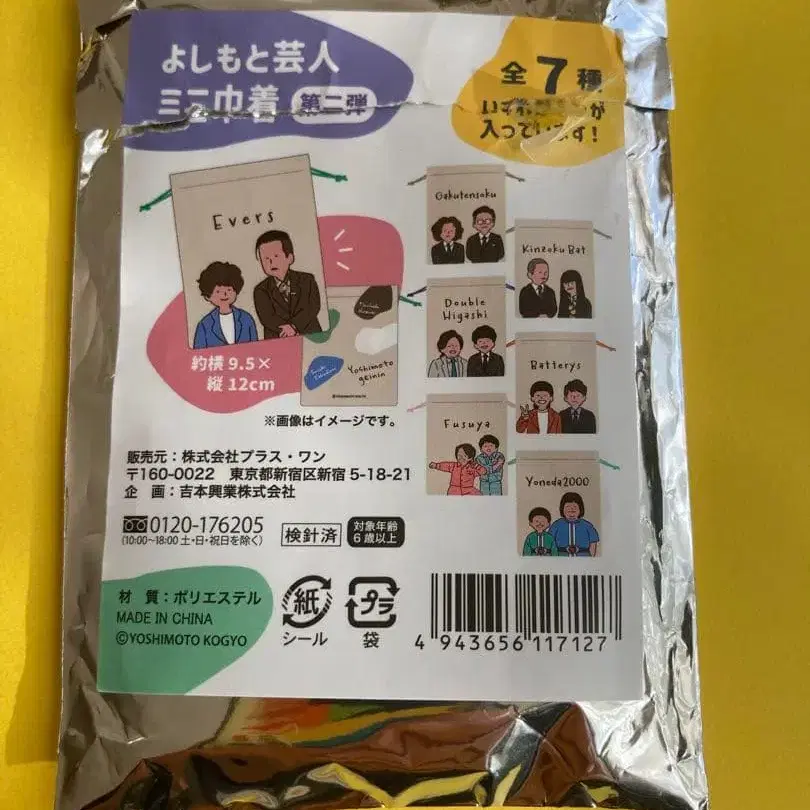 よしもと芸人
ミニ巾着 第二弾
全7種
入っています!
Evers
Yoshimoto
geinin
約横 9.5×
縦 12cm
Gakutensoku
Kinzoku Bat
Double
Higashi
Batterys
Fusuya
Yoneda2000
※画像はイメージです。
販売元:株式会社プラス・ワン
〒160-0022 東京都新宿区新宿 5-18-21
企 画:吉本興業株式会社
0120-176205
(10:00~18:00 土・日・祝日を除く)
検針済
対象年齢
6歳以上
材 質:ポリエステル
MADE IN CHINA
©YOSHIMOTO KOGYO
紙
シール
プラ
袋
4 943656 117127